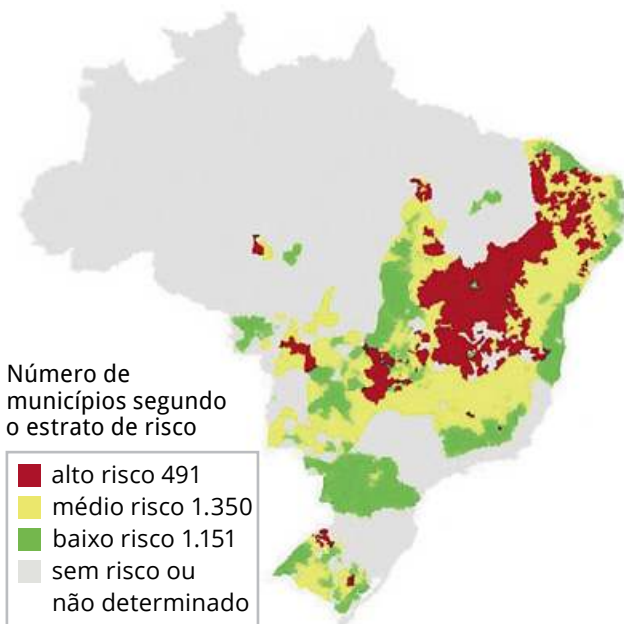 Número de
municípios segundo
o estrato de risco
alto risco 491
médio risco 1.350
baixo risco 1.151
sem risco ou
não determinado